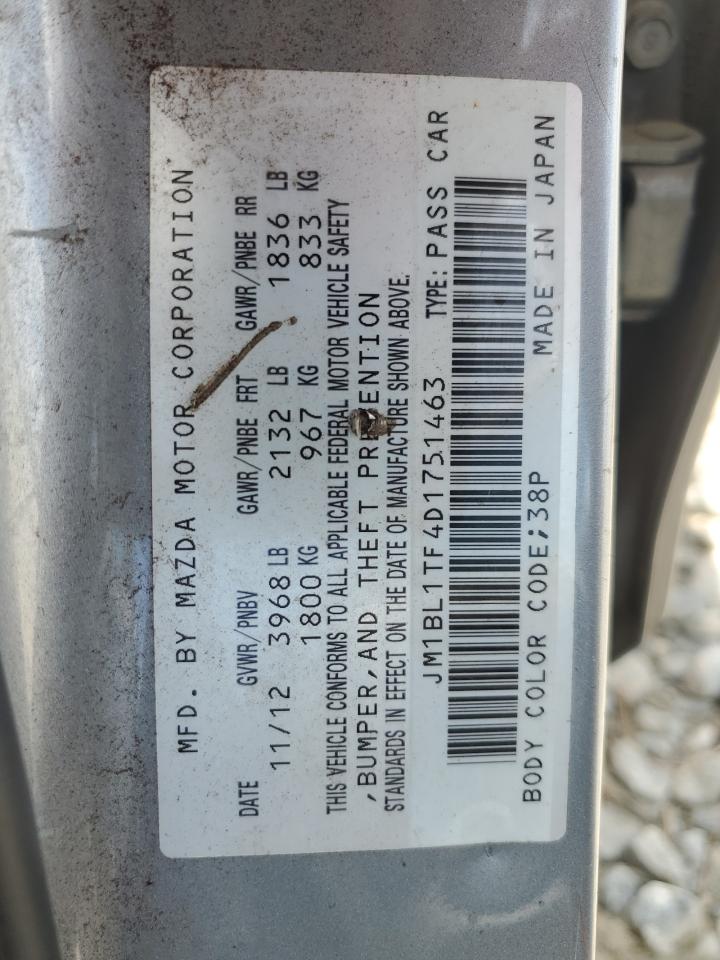 MFD. BY MAZDA MOTOR CORPORATION
DATE GVWR/PNBV GAWR/PNBE FRT GAWR/PNBE RR
11/12 3968 LB 2132 LB 1836 LB
1800 KG 967 KG 833 KG
THIS VEHICLE CONFORMS TO ALL APPLICABLE FEDERAL MOTOR VEHICLE SAFETY
,BUMPER,AND THEFT PREVENTION
STANDARDS IN EFFECT ON THE DATE OF MANUFACTURE SHOWN ABOVE.
JM1BL1TF4D1751463 TYPE: PASS CAR
BODY COLOR CODE;38P MADE IN JAPAN